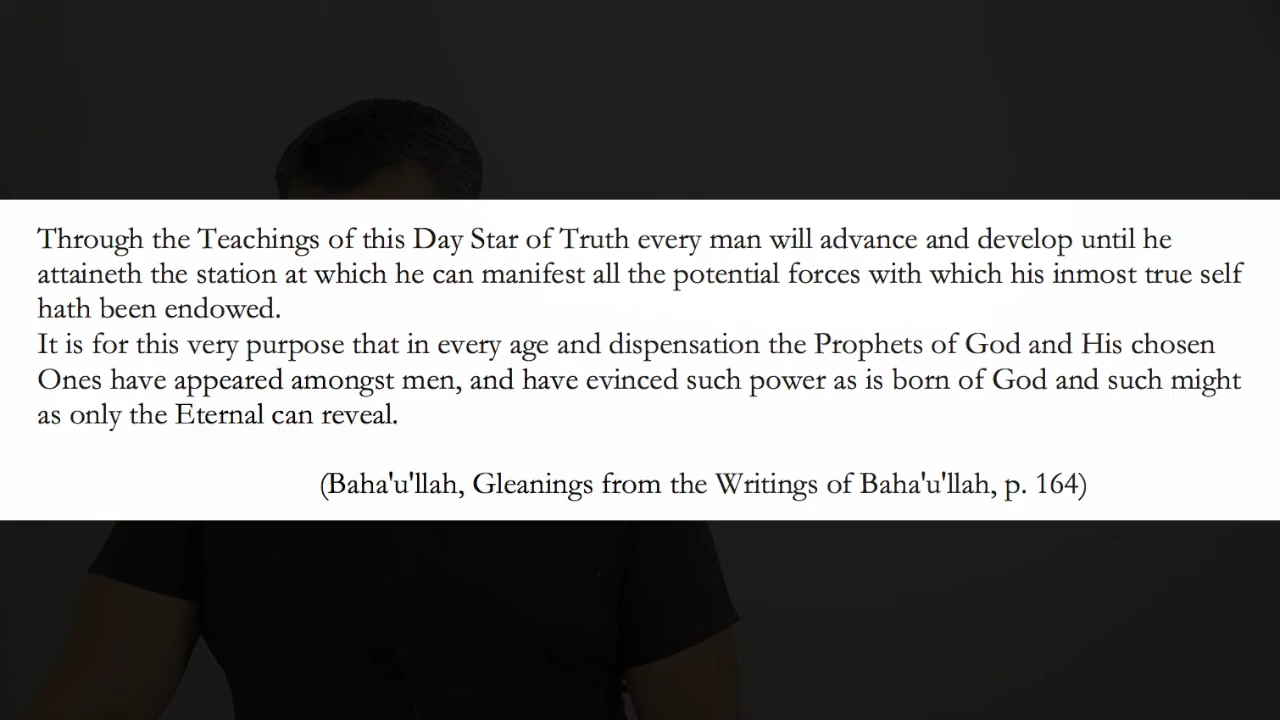 Through the Teachings of this Day Star of Truth every man will advance and develop until he
attaineth the station at which he can manifest all the potential forces with which his inmost true self
hath been endowed.
It is for this very purpose that in every age and dispensation the Prophets of God and His chosen
Ones have appeared amongst men, and have evinced such power as is born of God and such might
as only the Eternal can reveal.
(Baha'u'llah, Gleanings from the Writings of Baha'u'llah, p. 164)